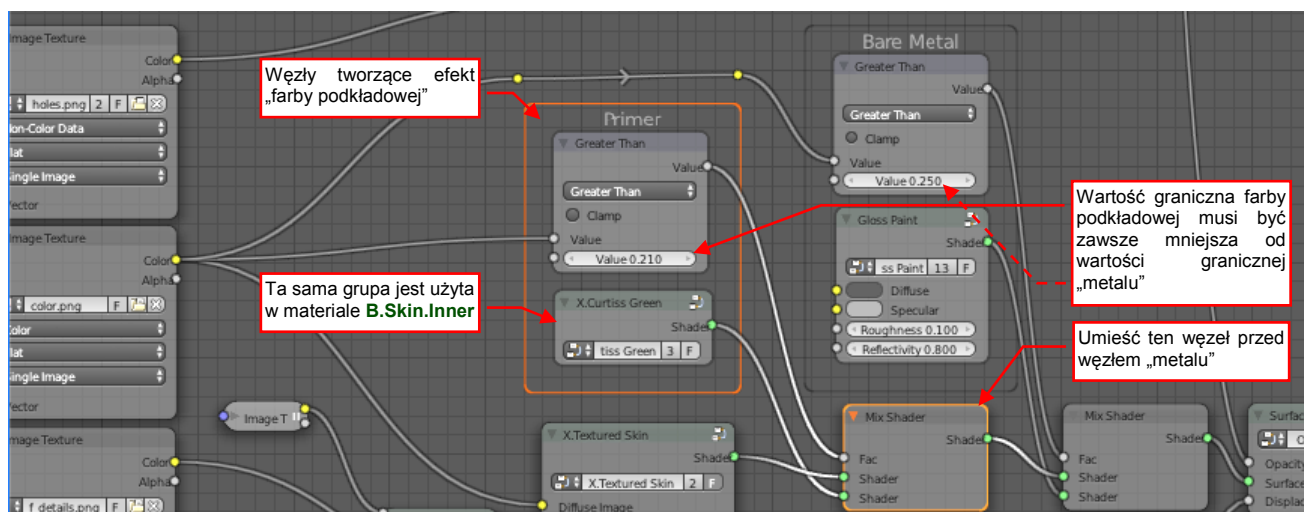 Image Texture
Color
Alpha
holes.png 2 F
Non-Color Data
Flat
Single Image
Vector
Image Texture
Color
Alpha
color.png F
Color
Flat
Single Image
Vector
Image Texture
Color
Alpha
f_details.png F
Image T
Węzły tworzące efekt
„farby podkładowej”
Primer
Greater Than
Value
Greater Than
Clamp
Value
Value 0.210
Ta sama grupa jest użyta
w materiale B.Skin.Inner
X.Curtiss Green
Shader
tiss Green 3 F
X.Textured Skin
Shader
X.Textured Skin 2 F
Diffuse Image
Bare Metal
Greater Than
Value
Greater Than
Clamp
Value
Value 0.250
Gloss Paint
Shader
ss Paint 13 F
Diffuse
Specular
Roughness 0.100
Reflectivity 0.800
Wartość graniczna farby
podkładowej musi być
zawsze mniejsza od
wartości granicznej
„metalu”
Umieść ten węzeł przed
węzłem „metalu”
Mix Shader
Shader
Fac
Shader
Shader
Mix Shader
Shader
Fac
Shader
Shader
Surfac
Opacity
Surface
Displac